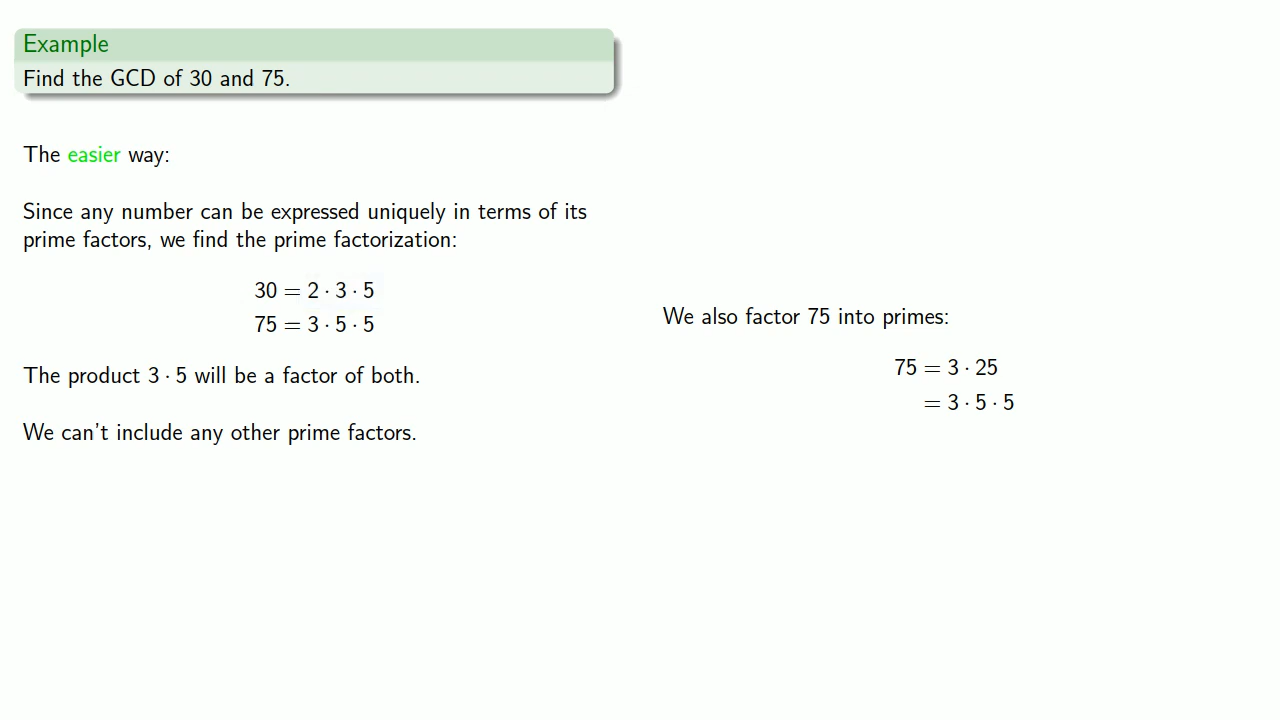 Example
Find the GCD of 30 and 75.
The easier way:
Since any number can be expressed uniquely in terms of its
prime factors, we find the prime factorization:
30 = 2 · 3 · 5
75 = 3 · 5 · 5
The product 3 · 5 will be a factor of both.
We can't include any other prime factors.
We also factor 75 into primes:
75 = 3 · 25
= 3 · 5 · 5